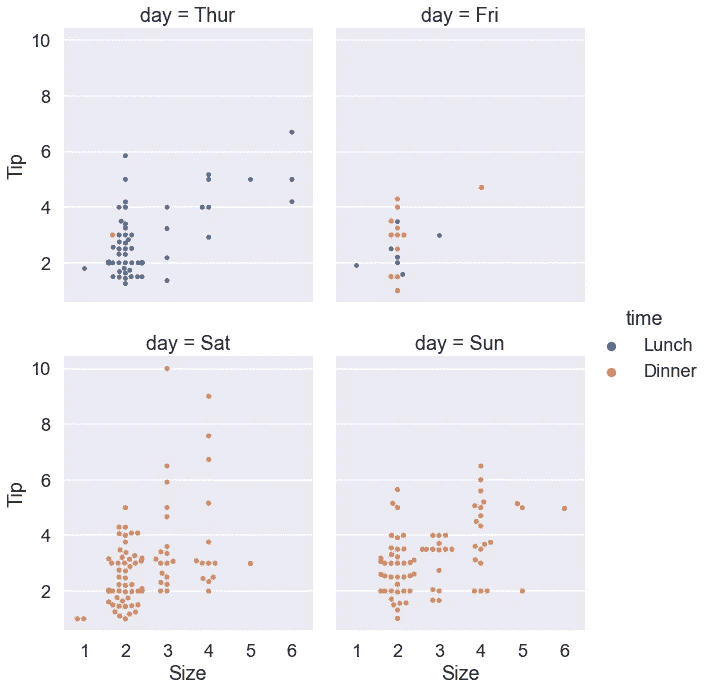 day = Thur
day = Fri
10
8
6
4
2
Tip
time
Lunch
Dinner
day = Sat
day = Sun
10
8
6
4
2
Tip
1 2 3 4 5 6
1 2 3 4 5 6
Size
Size